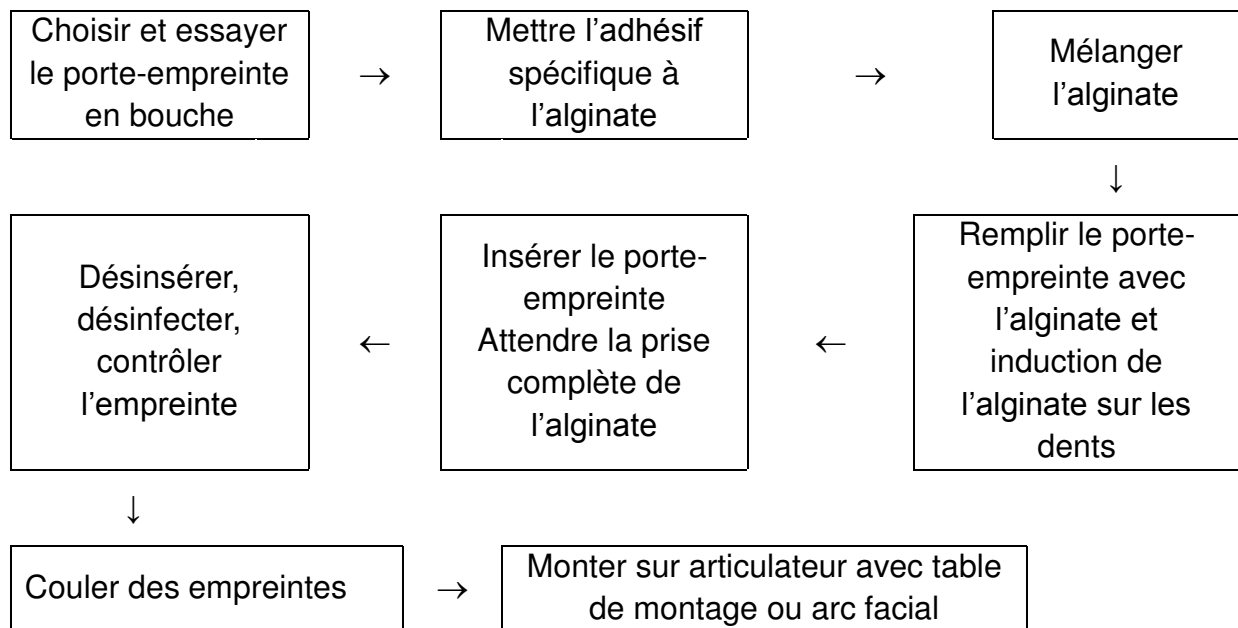 Choisir et essayer
le porte-empreinte
en bouche
→
Mettre l’adhésif
spécifique à
l’alginate
→
Mélanger
l’alginate
↓
Remplir le porte-
empreinte avec
l’alginate et
induction de
l’alginate sur les
dents
←
Insérer le porte-
empreinte
Attendre la prise
complète de
l’alginate
←
Désinsérer,
désinfecter,
contrôler
l’empreinte
↓
Couler des empreintes
→
Monter sur articulateur avec table
de montage ou arc facial